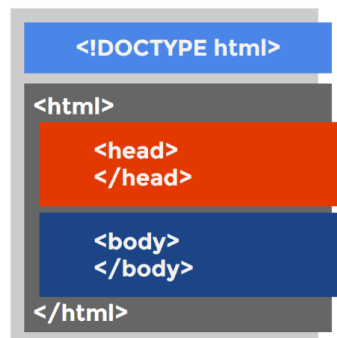 <!DOCTYPE html>
<html>
<head>
</head>
<body>
</body>
</html>